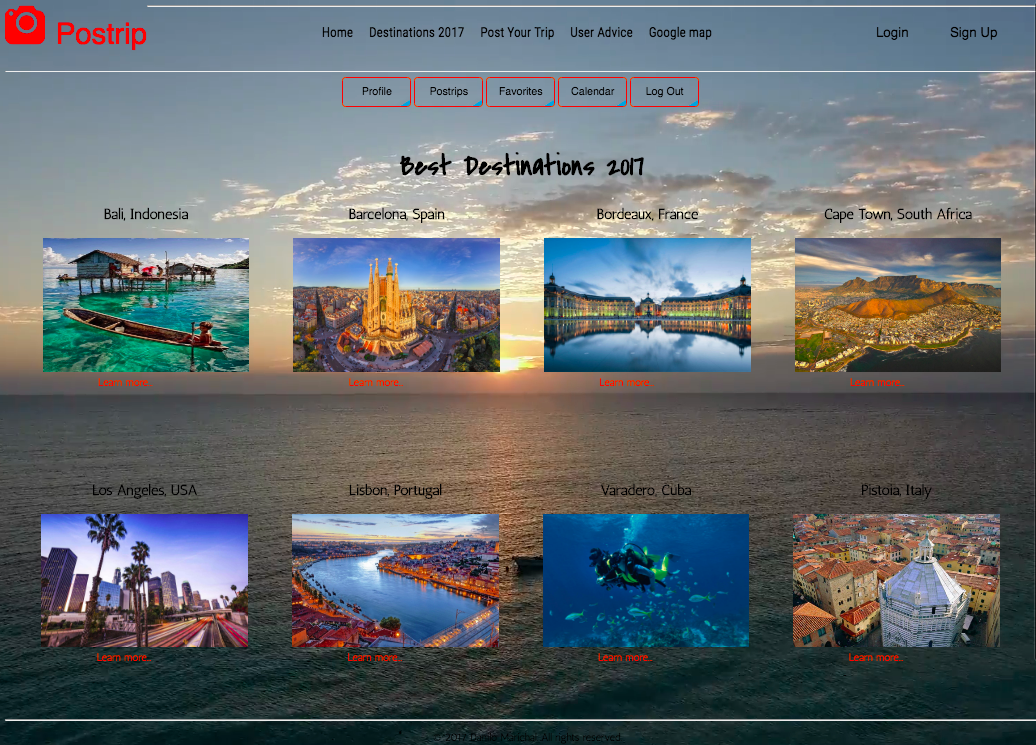 Postrip
Home Destinations 2017 Post Your Trip User Advice Google map
Login Sign Up
Profile Postrips Favorites Calendar Log Out
Best Destinations 2017
Bali, Indonesia Barcelona, Spain Bordeaux, France Cape Town, South Africa
Learn more... Learn more... Learn more... Learn more...
Los Angeles, USA Lisbon, Portugal Varadero, Cuba Pistoia, Italy
Learn more... Learn more... Learn more... Learn more...
2017 All rights reserved.